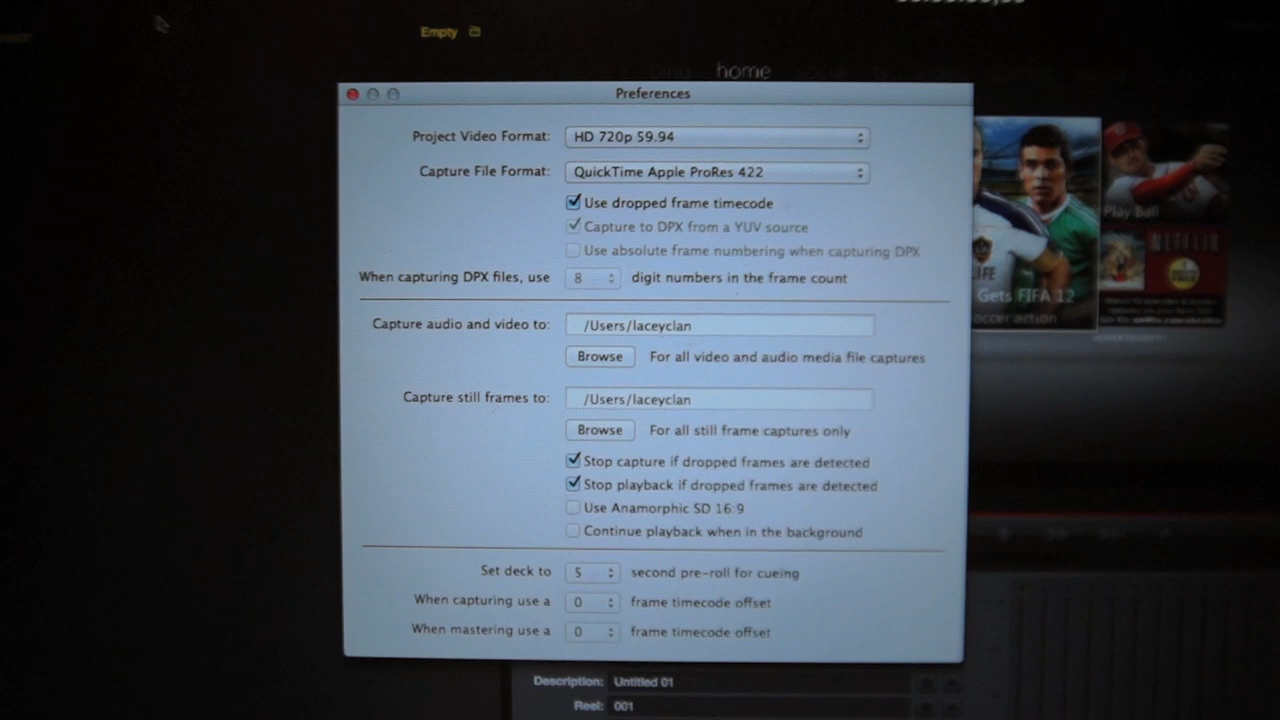 Empty
home
Preferences
Project Video Format: HD 720p 59.94
Capture File Format: QuickTime Apple ProRes 422
Use dropped frame timecode
Capture to DPX from a YUV source
Use absolute frame numbering when capturing DPX
When capturing DPX files, use 8 digit numbers in the frame count
Capture audio and video to: /Users/laceyclan
Browse For all video and audio media file captures
Capture still frames to: /Users/laceyclan
Browse For all still frame captures only
Stop capture if dropped frames are detected
Stop playback if dropped frames are detected
Use Anamorphic SD 16:9
Continue playback when in the background
Set deck to 5 second pre-roll for cueing
When capturing use a 0 frame timecode offset
When mastering use a 0 frame timecode offset
Play Ball
NETFLIX
Gets FIFA 12
soccer action
Description: Untitled 01
Reel: 001